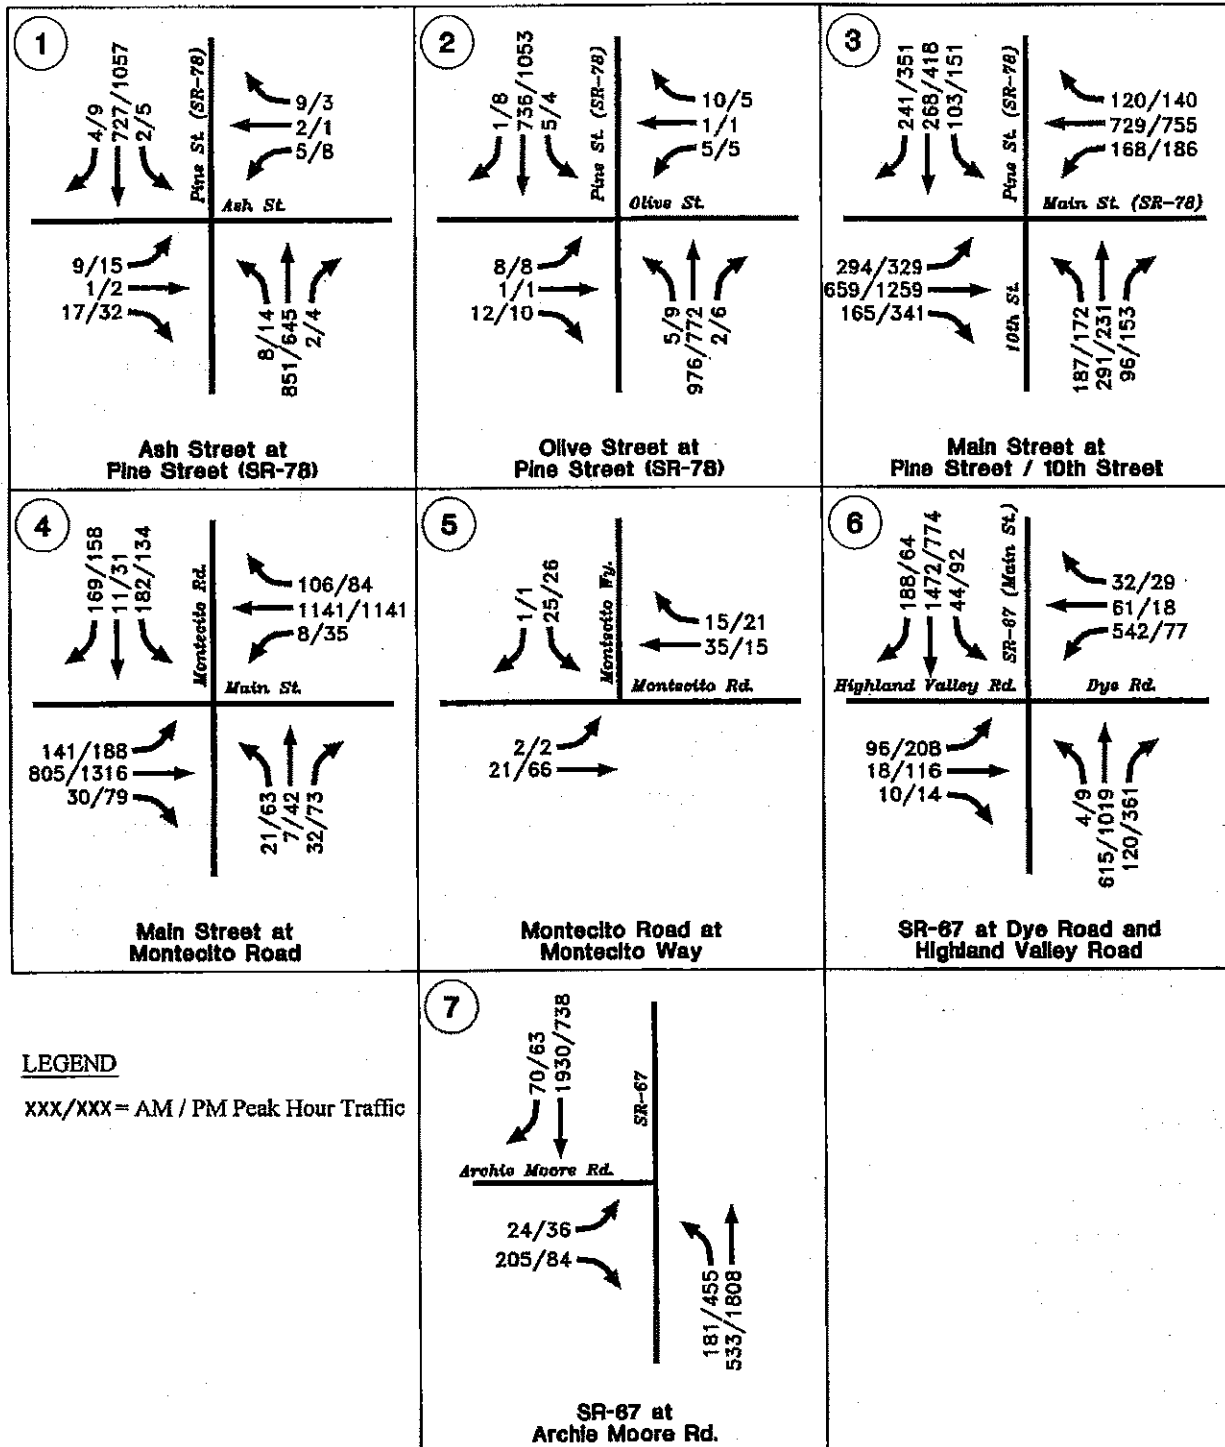 1
4/9
727/1057
2/5
Pine St. (SR-78)
9/3
2/1
5/8
Ash St.
9/15
1/2
17/32
8/14
851/645
2/4
Ash Street at
Pine Street (SR-78)
2
1/8
736/1053
5/4
Pine St. (SR-78)
10/5
1/1
5/5
Olive St.
8/8
1/1
12/10
5/9
976/772
2/6
Olive Street at
Pine Street (SR-78)
3
241/351
268/418
103/151
Pine St. (SR-78)
120/140
729/755
168/186
Main St. (SR-78)
294/329
659/1259
165/341
10th St.
187/172
291/231
96/153
Main Street at
Pine Street / 10th Street
4
169/158
11/31
182/134
Montecito Rd.
106/84
1141/1141
8/35
Main St.
141/188
805/1316
30/79
21/63
7/42
32/73
Main Street at
Montecito Road
5
1/1
25/26
Montecito Wy.
15/21
35/15
Montecito Rd.
2/2
21/66
Montecito Road at
Montecito Way
6
188/64
1472/774
44/92
SR-67 (Main St.)
32/29
61/18
542/77
Highland Valley Rd.
Dye Rd.
96/208
18/116
10/14
4/9
615/1019
120/361
SR-67 at Dye Road and
Highland Valley Road
7
70/63
1930/738
SR-67
Archie Moore Rd.
24/36
205/84
181/455
533/1808
SR-67 at
Archie Moore Rd.
LEGEND
XXX/XXX = AM / PM Peak Hour Traffic